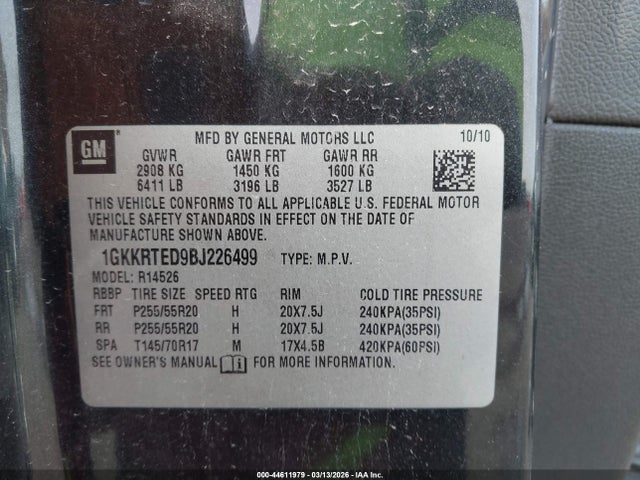 GM
MFD BY GENERAL MOTORS LLC 10/10
GVWR GAWR FRT GAWR RR
2908 KG 1450 KG 1600 KG
6411 LB 3196 LB 3527 LB
THIS VEHICLE CONFORMS TO ALL APPLICABLE U.S. FEDERAL MOTOR
VEHICLE SAFETY STANDARDS IN EFFECT ON THE DATE OF
MANUFACTURE SHOWN ABOVE.
1GKKRTED9BJ226499 TYPE: M.P.V.
MODEL: R14526
RBBP TIRE SIZE SPEED RTG RIM COLD TIRE PRESSURE
FRT P255/55R20 H 20X7.5J 240KPA(35PSI)
RR P255/55R20 H 20X7.5J 240KPA(35PSI)
SPA T145/70R17 M 17X4.5B 420KPA(60PSI)
SEE OWNER'S MANUAL i FOR MORE INFORMATION.
000-44611979 | 03/13/2026 - IAA Inc.